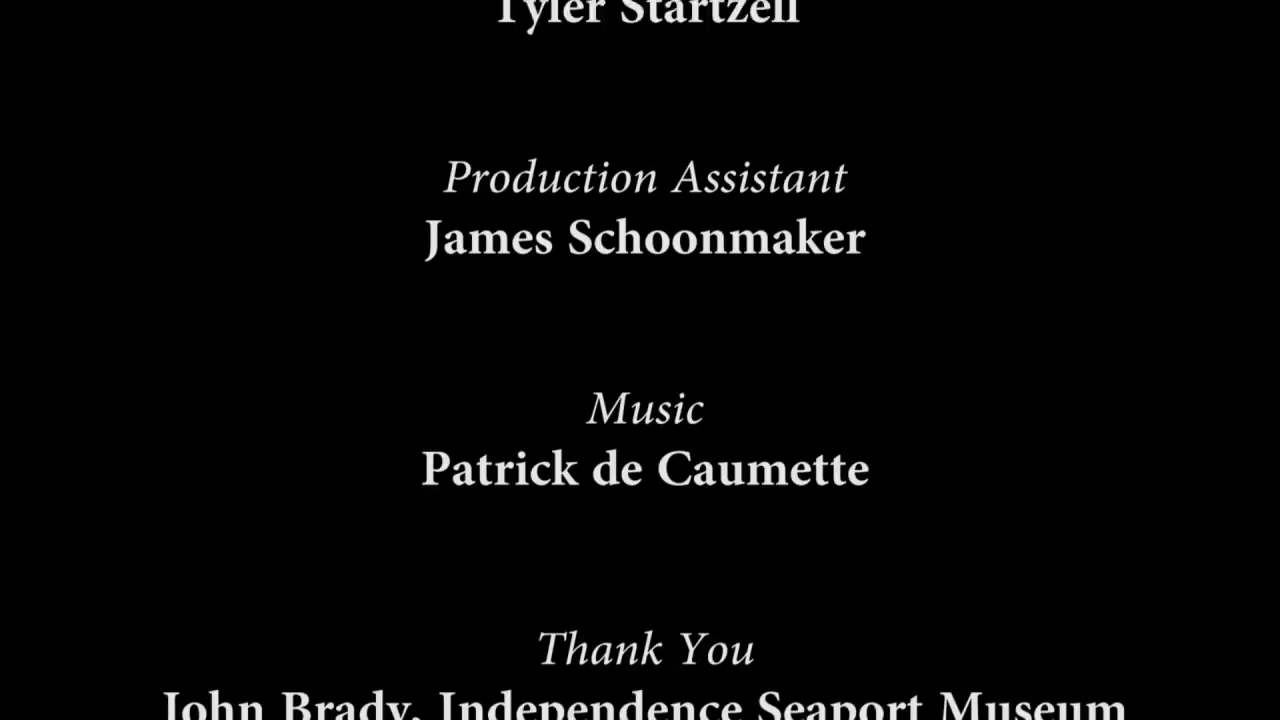 Tyler Startzell
Production Assistant
James Schoonmaker
Music
Patrick de Caumette
Thank You
John Brady, Independence Seaport Museum